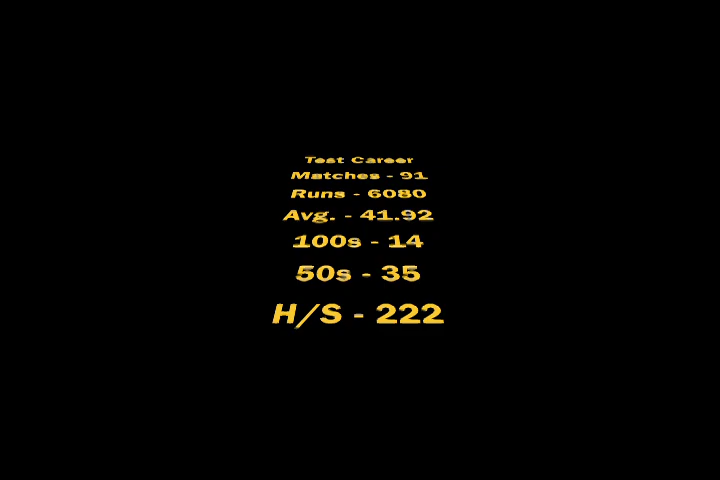 Test Career
Matches - 91
Runs - 6080
Avg. - 41.92
100s - 14
50s - 35
H/S - 222